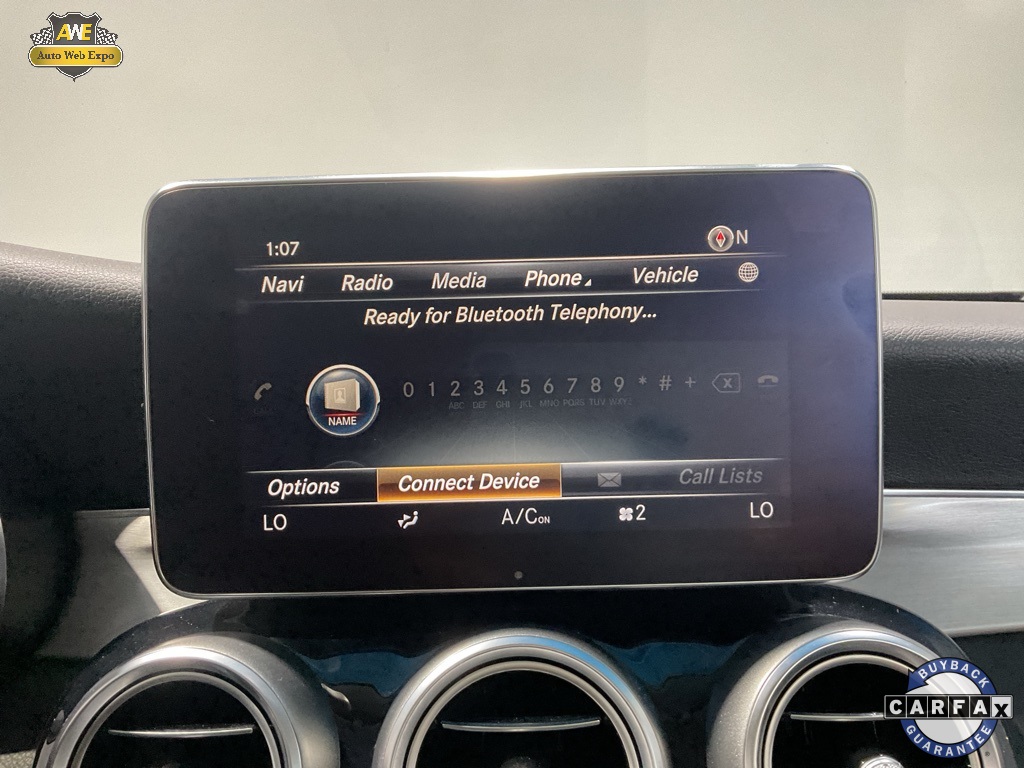 AWE
Auto Web Expo
1:07
N
Navi Radio Media Phone Vehicle
Ready for Bluetooth Telephony...
NAME
0 1 2 3 4 5 6 7 8 9 * # + X
ABC DEF GHI JKL MNO PQRS TUV
Options Connect Device Call Lists
LO A/C ON 2 LO
BUYBACK
CARFAX
GUARANTEE